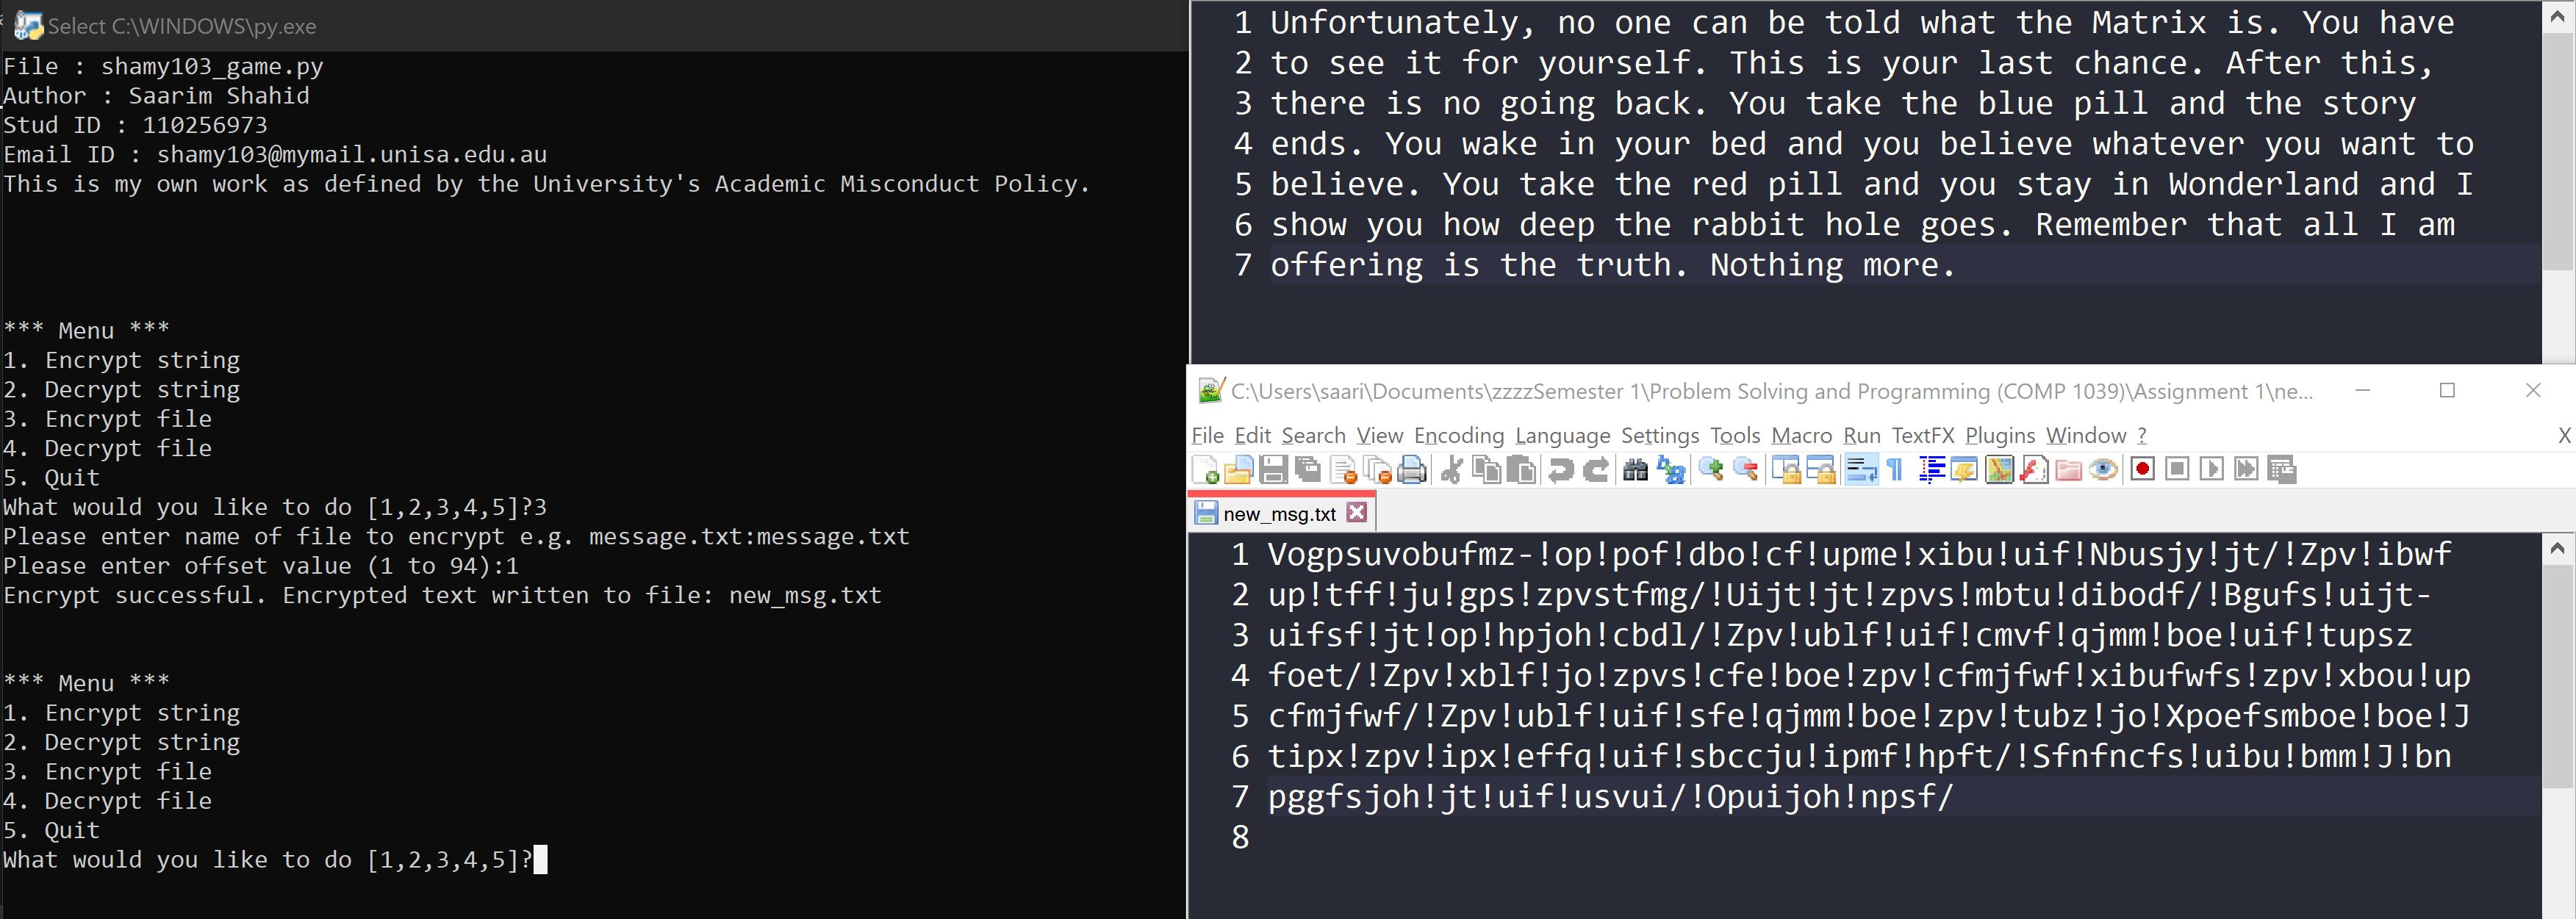 Select C:\WINDOWS\py.exe
File : shamy103_game.py
Author : Saarim Shahid
Stud ID : 110256973
Email ID : shamy103@mymail.unisa.edu.au
This is my own work as defined by the University's Academic Misconduct Policy.
*** Menu ***
1. Encrypt string
2. Decrypt string
3. Encrypt file
4. Decrypt file
5. Quit
What would you like to do [1,2,3,4,5]?3
Please enter name of file to encrypt e.g. message.txt:message.txt
Please enter offset value (1 to 94):1
Encrypt successful. Encrypted text written to file: new_msg.txt
*** Menu ***
1. Encrypt string
2. Decrypt string
3. Encrypt file
4. Decrypt file
5. Quit
What would you like to do [1,2,3,4,5]?
1 Unfortunately, no one can be told what the Matrix is. You have
2 to see it for yourself. This is your last chance. After this,
3 there is no going back. You take the blue pill and the story
4 ends. You wake in your bed and you believe whatever you want to
5 believe. You take the red pill and you stay in Wonderland and I
6 show you how deep the rabbit hole goes. Remember that all I am
7 offering is the truth. Nothing more.
C:\Users\saari\Documents\zzzzSemester 1\Problem Solving and Programming (COMP 1039)\Assignment 1\ne...
File Edit Search View Encoding Language Settings Tools Macro Run TextFX Plugins Window ? X
new_msg.txt
1 Vogpsuvobufmz-!op!pof!dbo!cf!upme!xibu!uif!Nbusjy!jt/!Zpv!ibwf
2 up!tff!ju!gps!zpvstfmg/!Uijt!jt!zpvs!mbtu!dibodf/!Bgufs!uijt-
3 uifsf!jt!op!hpjoh!cbdl/!Zpv!ublf!uif!cmvf!qjmm!boe!uif!tupsz
4 foet/!Zpv!xblf!jo!zpvs!cfe!boe!zpv!cfmjfwf!xibufwfs!zpv!xbou!up
5 cfmjfwf/!Zpv!ublf!uif!sfe!qjmm!boe!zpv!tubz!jo!Xpoefsmboe!boe!J
6 tipx!zpv!ipx!effq!uif!sbccju!ipmf!hpft/!Sfnfncfs!uibu!bmm!J!bn
7 pggfsjoh!jt!uif!usvui/!Opuijoh!npsf/
8